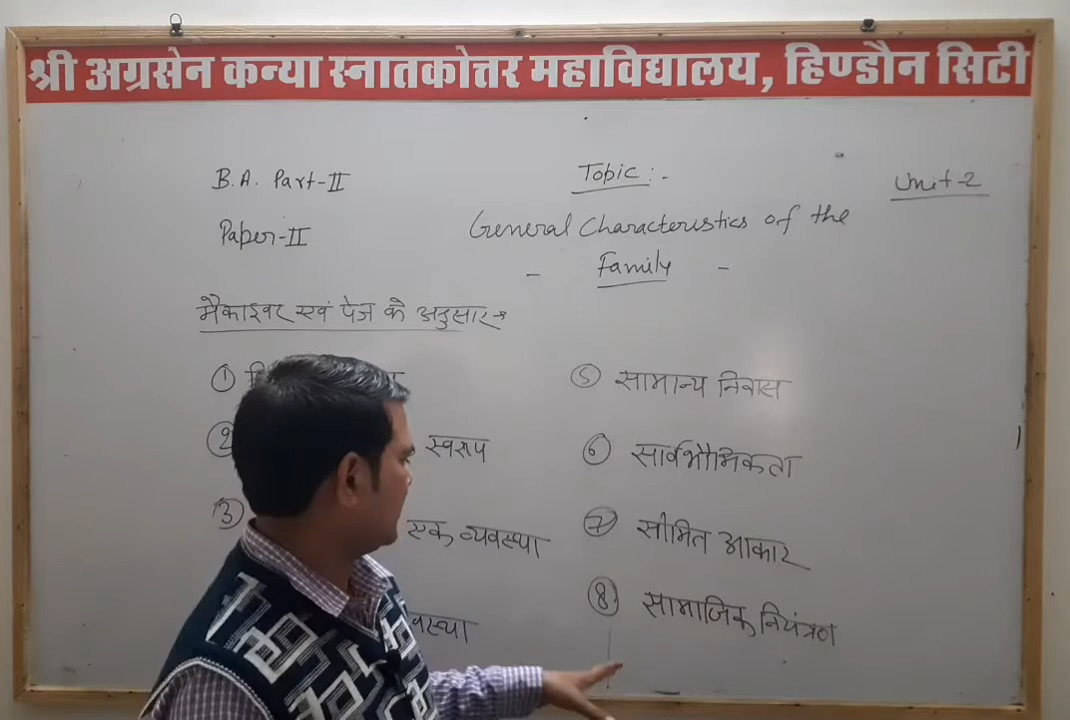 श्री अग्रसेन कन्या स्नातकोत्तर महाविद्यालय, हिण्डौन सिटी
B.A. Part-II
Topic :-
Unit-2
Paper-II
General Characteristics of the
- Family -
मैकाइवर एवं पेज के अनुसार→
①
② स्वरूप
③ एक व्यवस्था
⑤ सामान्य निवास
⑥ सार्वभौमिकता
⑦ सीमित आकार
⑧ सामाजिक नियंत्रण